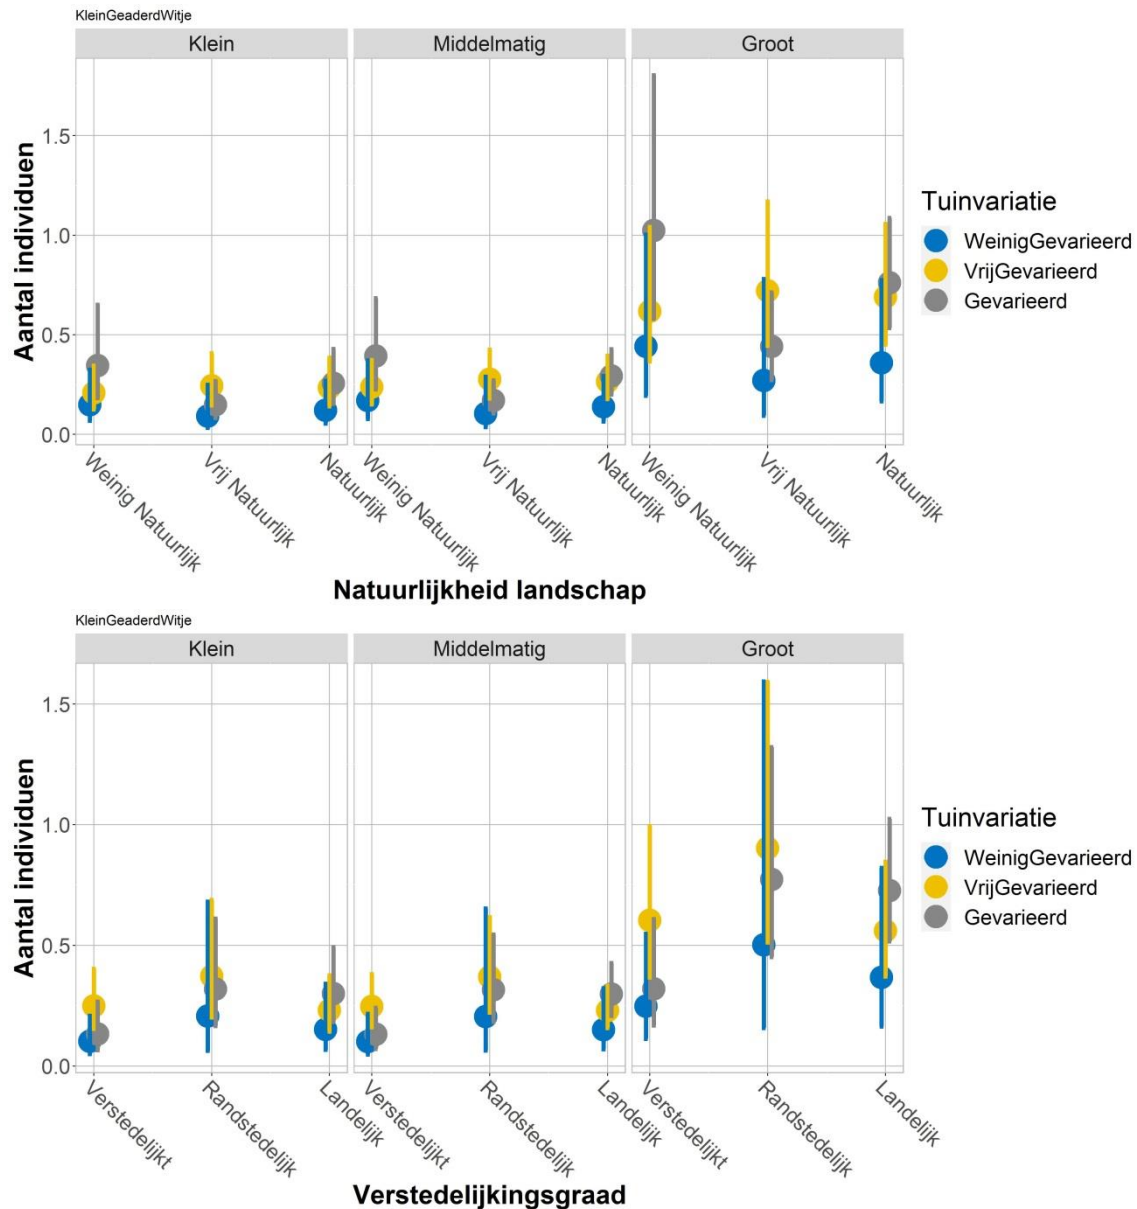 KleinGeaderdWitje
Klein
Middelmatig
Groot
Aantal individuen
1.5
1.0
0.5
0.0
Weinig Natuurlijk
Vrij Natuurlijk
Natuurlijk
Weinig Natuurlijk
Vrij Natuurlijk
Natuurlijk
Weinig Natuurlijk
Vrij Natuurlijk
Natuurlijk
Natuurlijkheid landschap
Tuinvariatie
WeinigGevarieerd
VrijGevarieerd
Gevarieerd
KleinGeaderdWitje
Klein
Middelmatig
Groot
Aantal individuen
1.5
1.0
0.5
0.0
Verstedelijkt
Randstedelijk
Landelijk
Verstedelijkt
Randstedelijk
Landelijk
Verstedelijkt
Randstedelijk
Landelijk
Verstedelijkingsgraad
Tuinvariatie
WeinigGevarieerd
VrijGevarieerd
Gevarieerd